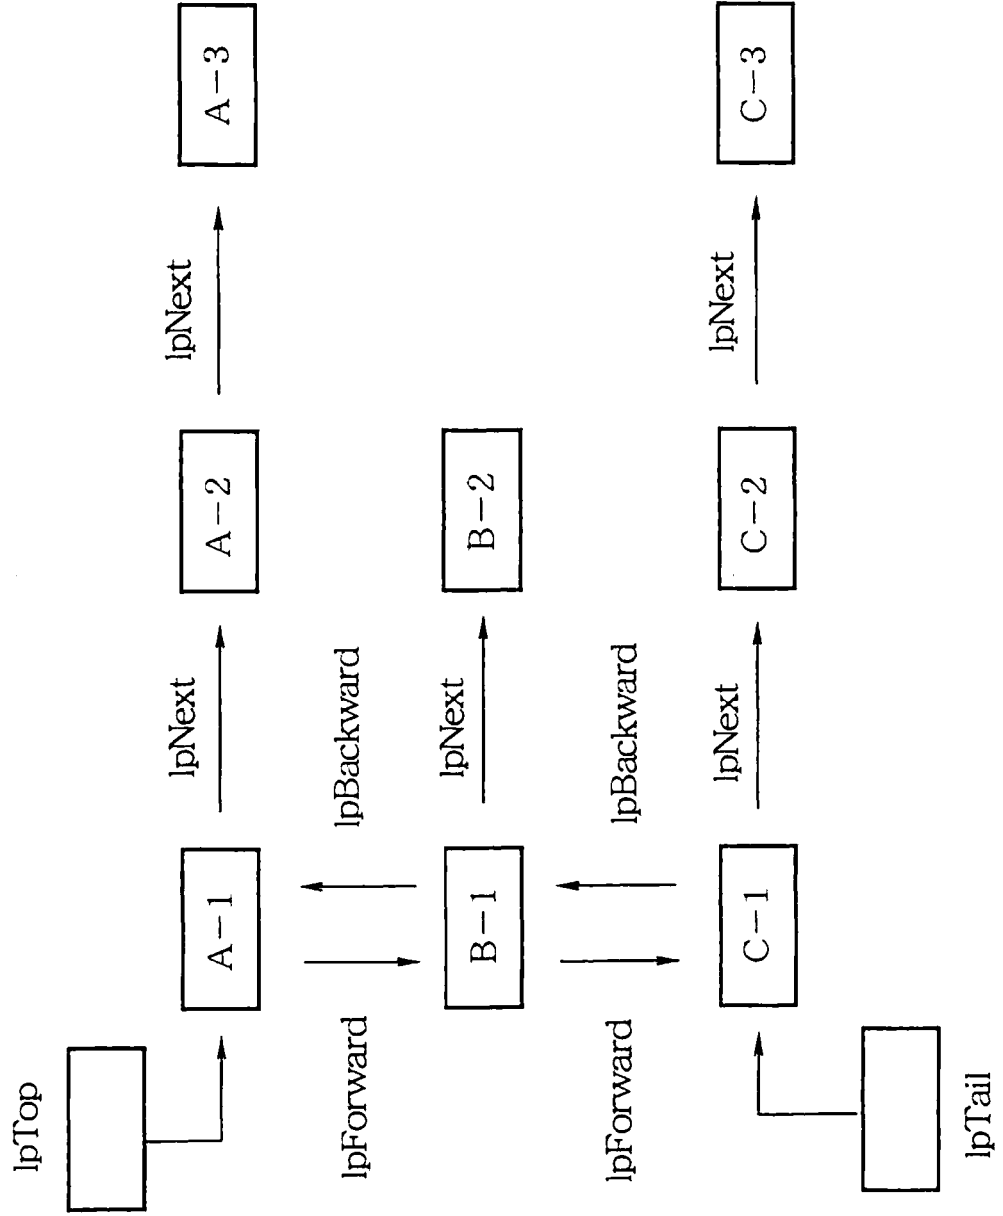 lpTop
lpNext
lpNext
A-1
A-2
A-3
lpForward
lpBackward
lpNext
B-1
B-2
lpForward
lpBackward
lpNext
lpNext
C-1
C-2
C-3
lpTail